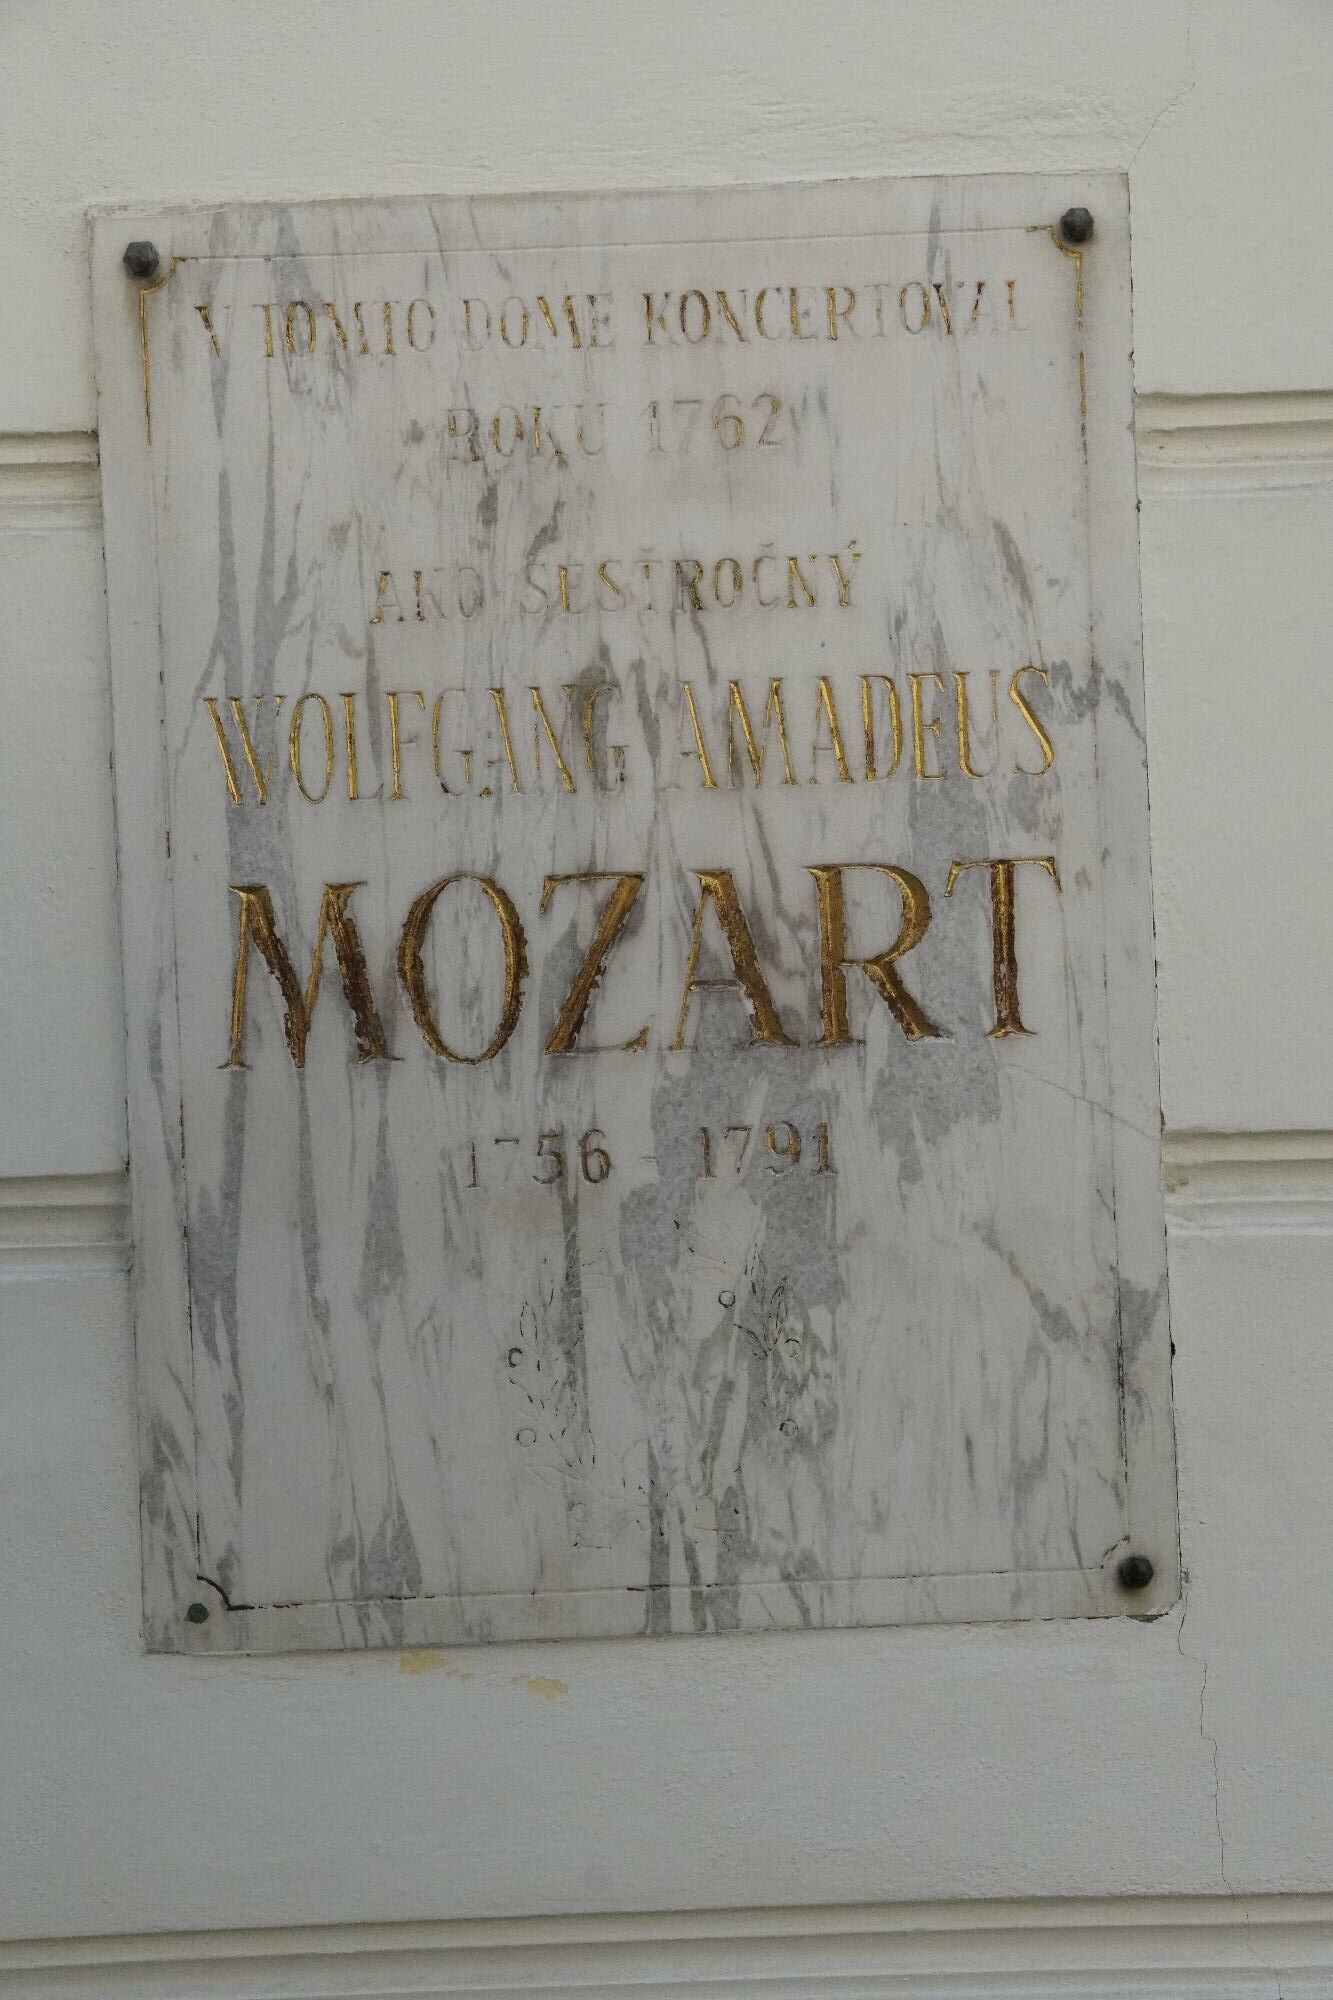 V TOMTO DOME KONCERTOVAL
ROKU 1762
AKO ŠESŤROČNÝ
WOLFGANG AMADEUS
MOZART
1756 - 1791